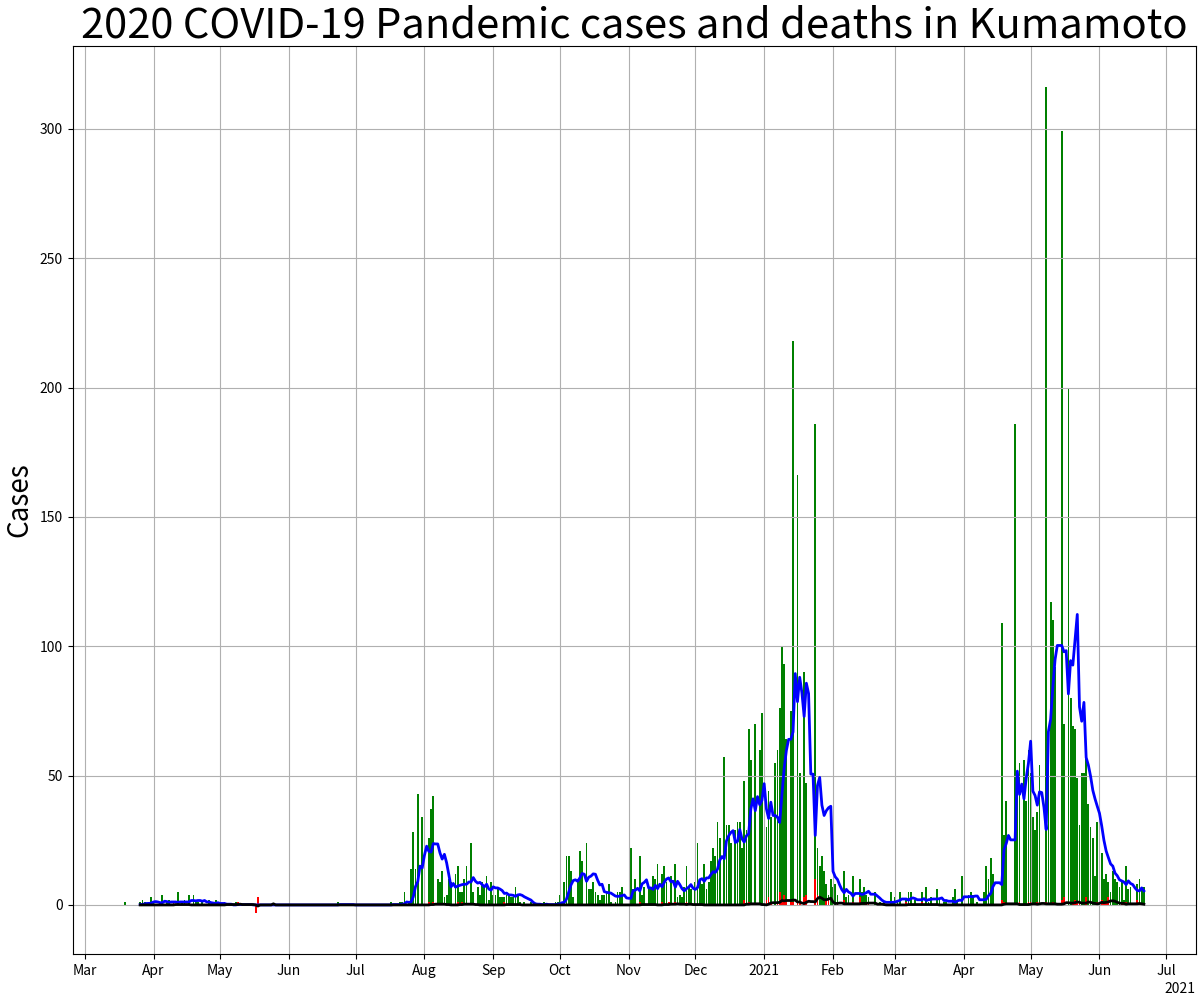 2020 COVID-19 Pandemic cases and deaths in Kumamoto
Cases
300
250
200
150
100
50
0
Mar Apr May Jun Jul Aug Sep Oct Nov Dec 2021 Feb Mar Apr May Jun Jul
2021